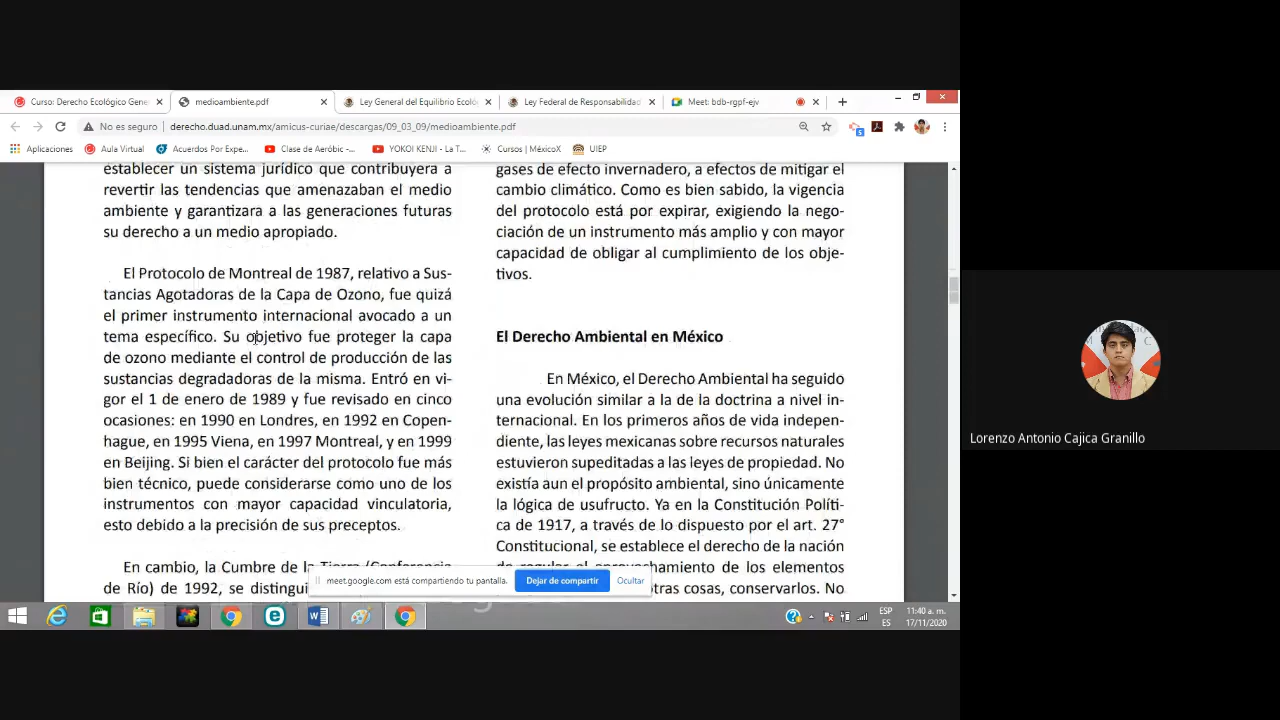 Curso: Derecho Ecológico Gene
medioambiente.pdf
Ley General del Equilibrio Ecoló
Ley Federal de Responsabilidad
Meet: bdb-rgpf-ejv
No es seguro
derecho.duad.unam.mx/amicus-curiae/descargas/09_03_09/medioambiente.pdf
5
Aplicaciones
Aula Virtual
Acuerdos Por Expe...
Clase de Aeróbic -...
YOKOI KENJI - La T...
Cursos | MéxicoX
UIEP
establecer un sistema jurídico que contribuyera a
revertir las tendencias que amenazaban el medio
ambiente y garantizara a las generaciones futuras
su derecho a un medio apropiado.
El Protocolo de Montreal de 1987, relativo a Sus-
tancias Agotadoras de la Capa de Ozono, fue quizá
el primer instrumento internacional avocado a un
tema específico. Su objetivo fue proteger la capa
de ozono mediante el control de producción de las
sustancias degradadoras de la misma. Entró en vi-
gor el 1 de enero de 1989 y fue revisado en cinco
ocasiones: en 1990 en Londres, en 1992 en Copen-
hague, en 1995 Viena, en 1997 Montreal, y en 1999
en Beijing. Si bien el carácter del protocolo fue más
bien técnico, puede considerarse como uno de los
instrumentos con mayor capacidad vinculatoria,
esto debido a la precisión de sus preceptos.
En cambio, la Cumbre de la Tierra (Conferencia
de Río) de 1992, se distingui
gases de efecto invernadero, a efectos de mitigar el
cambio climático. Como es bien sabido, la vigencia
del protocolo está por expirar, exigiendo la nego-
ciación de un instrumento más amplio y con mayor
capacidad de obligar al cumplimiento de los obje-
tivos.
El Derecho Ambiental en México
En México, el Derecho Ambiental ha seguido
una evolución similar a la de la doctrina a nivel in-
ternacional. En los primeros años de vida indepen-
diente, las leyes mexicanas sobre recursos naturales
estuvieron supeditadas a las leyes de propiedad. No
existía aun el propósito ambiental, sino únicamente
la lógica de usufructo. Ya en la Constitución Políti-
ca de 1917, a través de lo dispuesto por el art. 27°
Constitucional, se establece el derecho de la nación
de regular el aprovechamiento de los elementos
otras cosas, conservarlos. No
meet.google.com está compartiendo tu pantalla.
Dejar de compartir
Ocultar
ESP
ES
11:40 a. m.
17/11/2020
Lorenzo Antonio Cajica Granillo